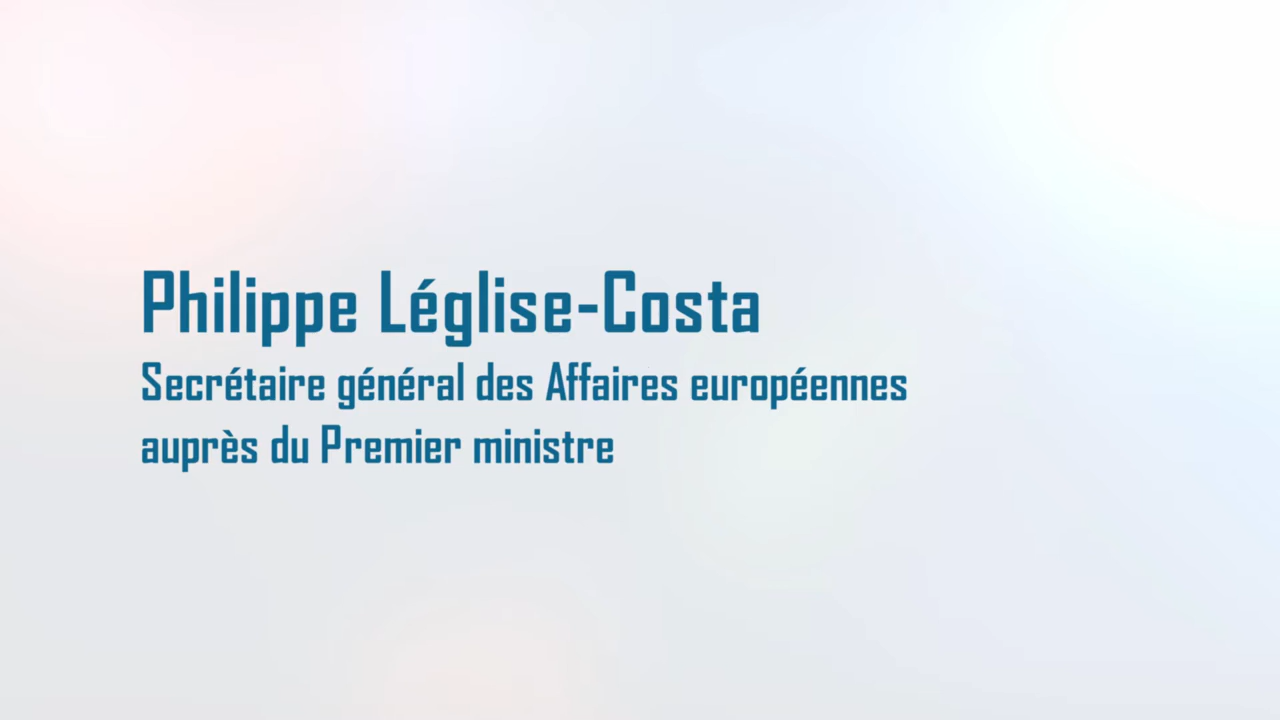 Philippe Léglise-Costa
Secrétaire général des Affaires européennes
auprès du Premier ministre